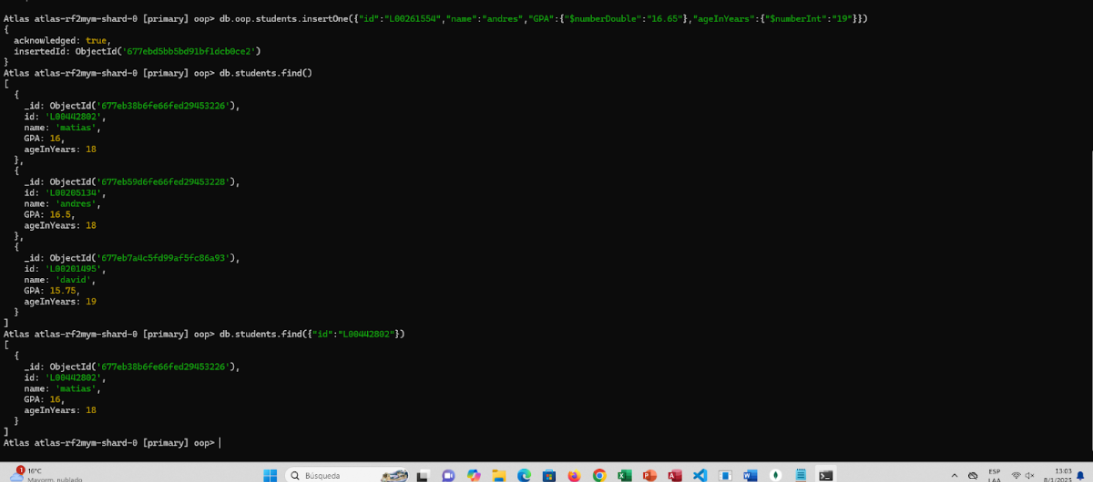 Atlas atlas-rf2mym-shard-0 [primary] oop> db.oop.students.insertOne({"id":"L00261554","name":"andres","GPA":{"$numberDouble":"16.65"},"ageInYears":{"$numberInt":"19"}})
{
  acknowledged: true,
  insertedId: ObjectId('677ebd5bb5bd91bf1dcb0ce2')
}
Atlas atlas-rf2mym-shard-0 [primary] oop> db.students.find()
[
  {
    _id: ObjectId('677eb38b6fe66fed29453226'),
    id: 'L00442802',
    name: 'matias',
    GPA: 16,
    ageInYears: 18
  },
  {
    _id: ObjectId('677eb59d6fe66fed29453228'),
    id: 'L00205134',
    name: 'andres',
    GPA: 16.5,
    ageInYears: 18
  },
  {
    _id: ObjectId('677eb7a4c5fd99af5fc86a93'),
    id: 'L00201495',
    name: 'david',
    GPA: 15.75,
    ageInYears: 19
  }
]
Atlas atlas-rf2mym-shard-0 [primary] oop> db.students.find({"id":"L00442802"})
[
  {
    _id: ObjectId('677eb38b6fe66fed29453226'),
    id: 'L00442802',
    name: 'matias',
    GPA: 16,
    ageInYears: 18
  }
]
Atlas atlas-rf2mym-shard-0 [primary] oop>
1
16°C
Mayorm. nublado
Búsqueda
ESP
LAA
13:03
8/1/2025